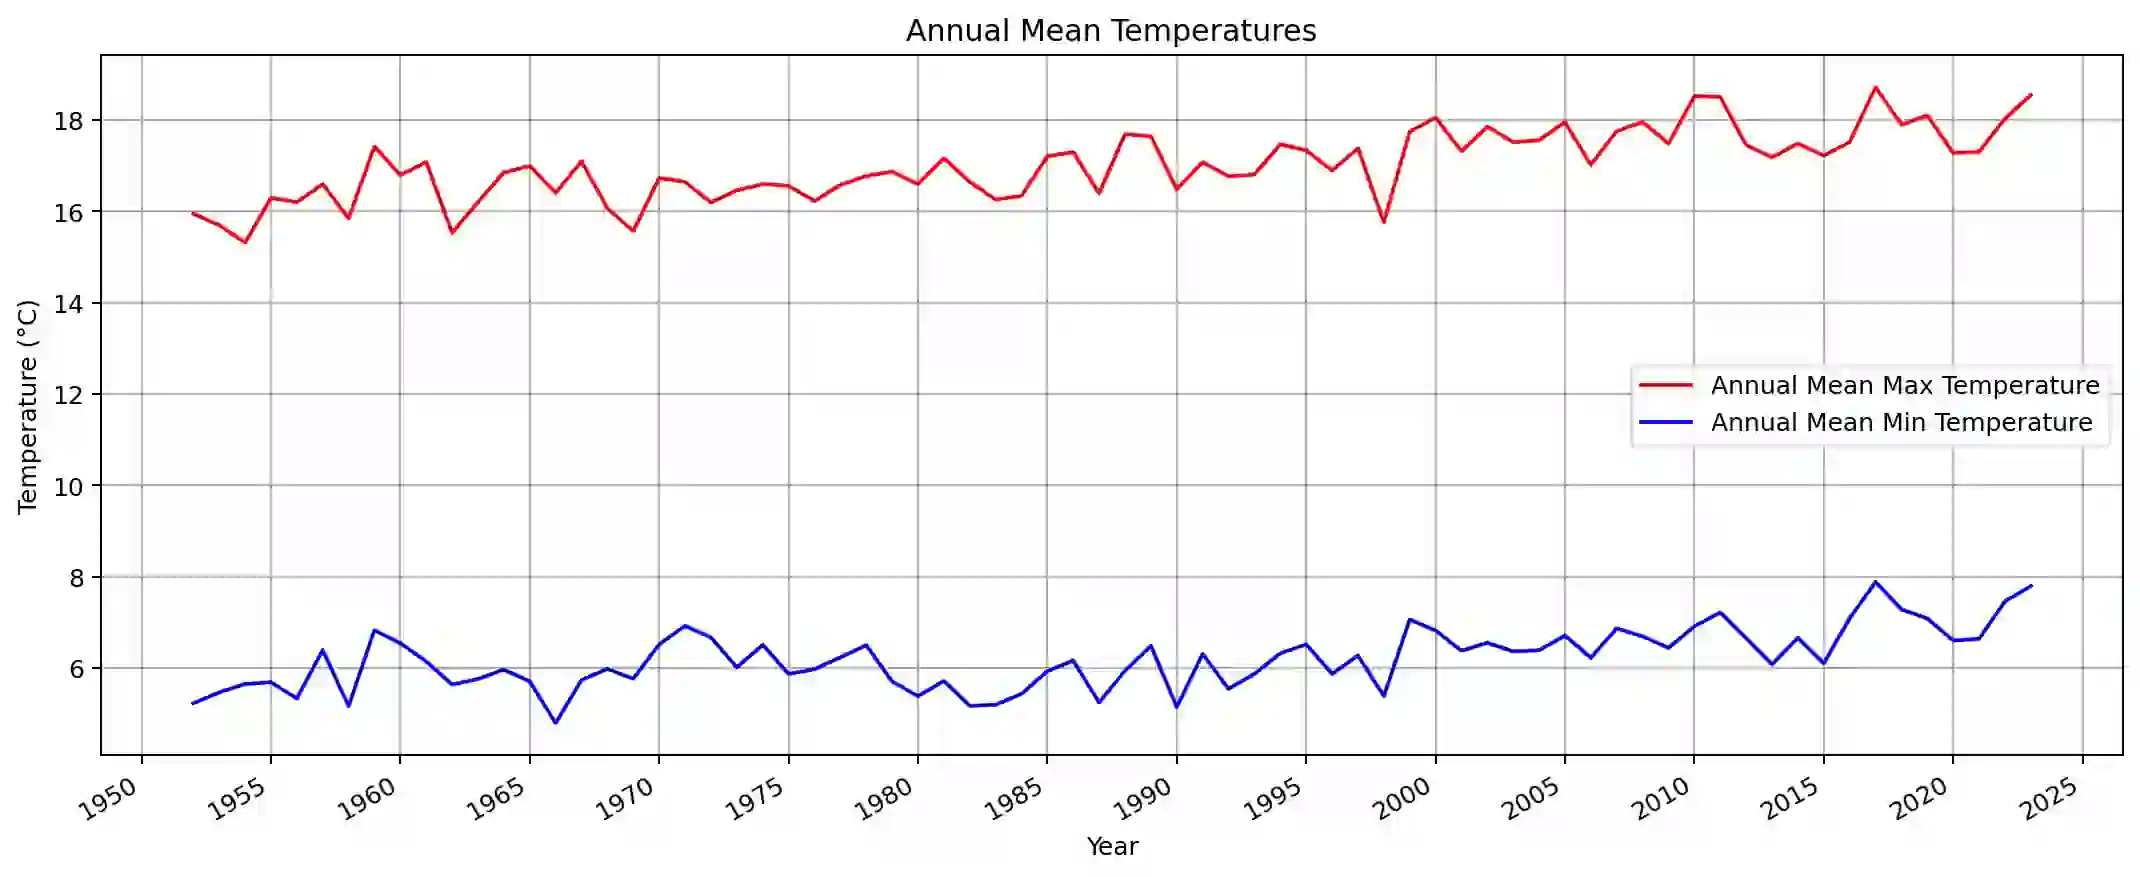 Annual Mean Temperatures
Temperature (°C)
18
16
14
12
10
8
6
Annual Mean Max Temperature
Annual Mean Min Temperature
1950 1955 1960 1965 1970 1975 1980 1985 1990 1995 2000 2005 2010 2015 2020 2025
Year